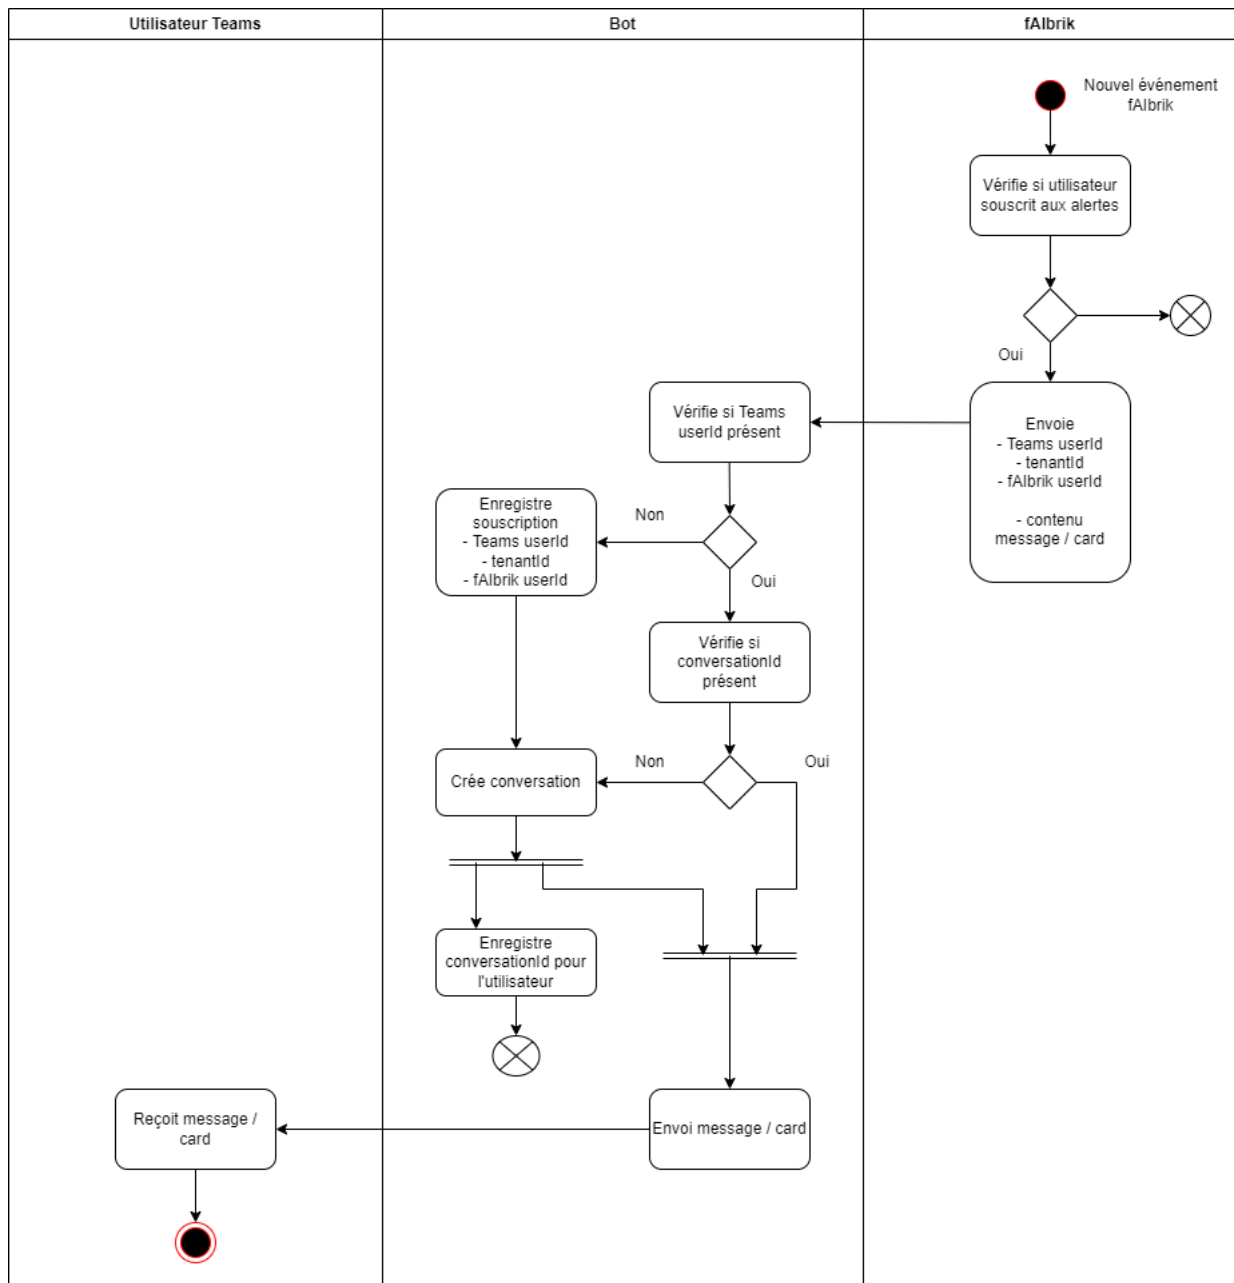 Utilisateur Teams
Bot
fAIbrik
Nouvel événement
fAIbrik
Vérifie si utilisateur
souscrit aux alertes
Oui
Envoie
- Teams userId
- tenantId
- fAIbrik userId
- contenu
message / card
Vérifie si Teams
userId présent
Non
Oui
Enregistre
souscription
- Teams userId
- tenantId
- fAIbrik userId
Vérifie si
conversationId
présent
Non
Oui
Crée conversation
Enregistre
conversationId pour
l'utilisateur
Envoi message / card
Reçoit message /
card